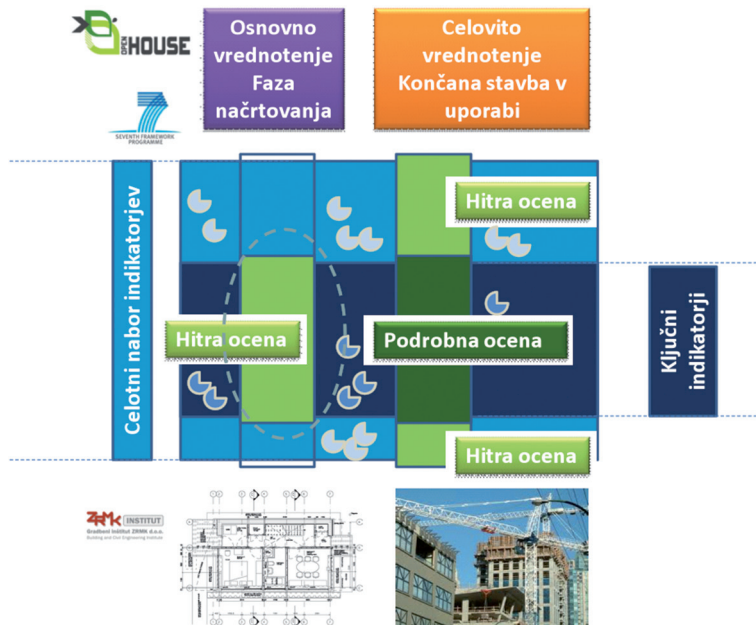 OPEN HOUSE
SEVENTH FRAMEWORK
PROGRAMME
Osnovno
vrednotenje
Faza
načrtovanja
Celovito
vrednotenje
Končana stavba v
uporabi
Celotni nabor indikatorjev
Hitra ocena
Hitra ocena
Podrobna ocena
Ključni
indikatorji
Hitra ocena
ZRMK INSTITUT
Gradbeni inštitut ZRMK d.o.o.
Building and Civil Engineering Institute